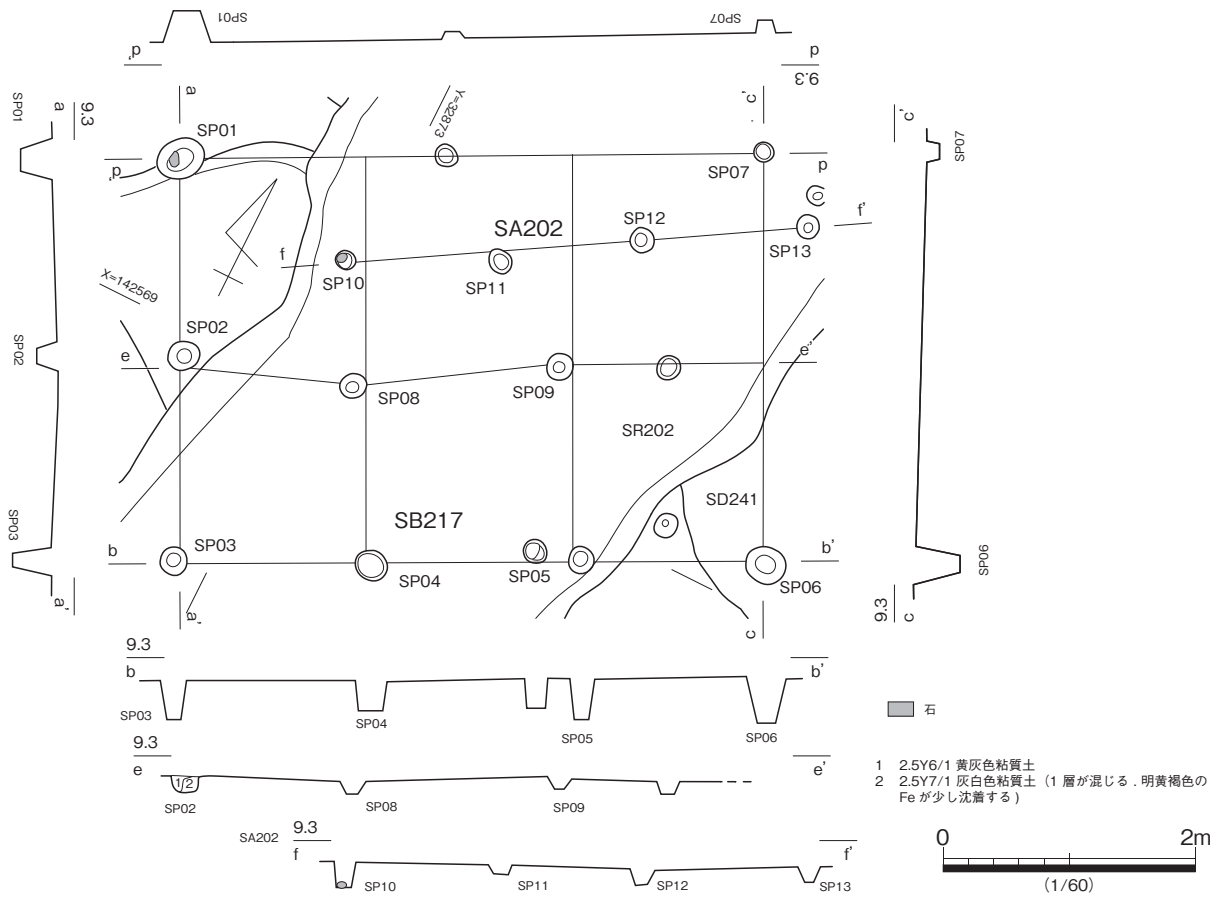 SP01
SP07
d'
d
9.3
a
c'
SP01
a
9.3
c'
SP07
Y=32873
SP01
SP07
d'
d
SA202
SP12
f'
f
SP10
SP11
SP13
X=142569
SP02
SP02
e
e''
SP08
SP09
SR202
SD241
SB217
SP03
b
SP03
SP04
SP05
b'
SP06
SP06
a'
a'
c
9.3
c
9.3
b
b'
SP03
SP04
SP05
SP06
9.3
e
e'
1
2
SP02
SP08
SP09
SA202
9.3
f
f'
SP10
SP11
SP12
SP13
石
1 2.5Y6/1 黄灰色粘質土
2 2.5Y7/1 灰白色粘質土（1 層が混じる . 明黄褐色の
Fe が少し沈着する )
0
2m
（1/60）